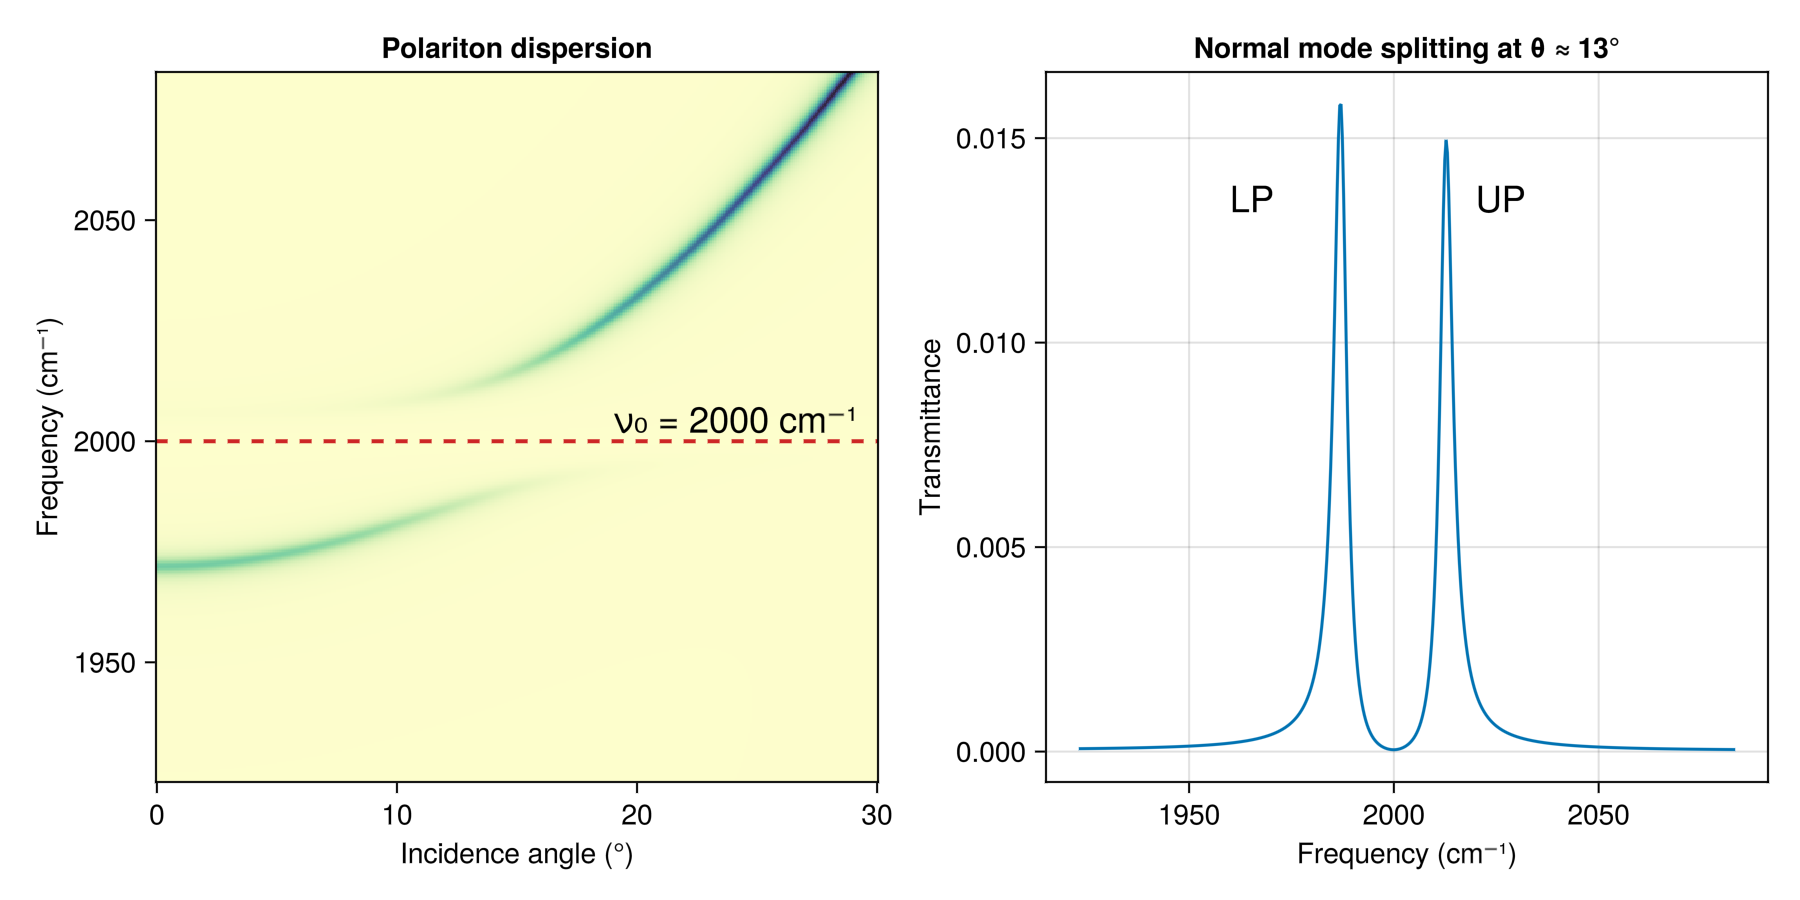 Polariton dispersion
Frequency (cm⁻¹)
2050
2000
1950
ν₀ = 2000 cm⁻¹
0
10
20
30
Incidence angle (°)
Normal mode splitting at θ ≈ 13°
Transmittance
0.015
0.010
0.005
0.000
LP
UP
1950
2000
2050
Frequency (cm⁻¹)